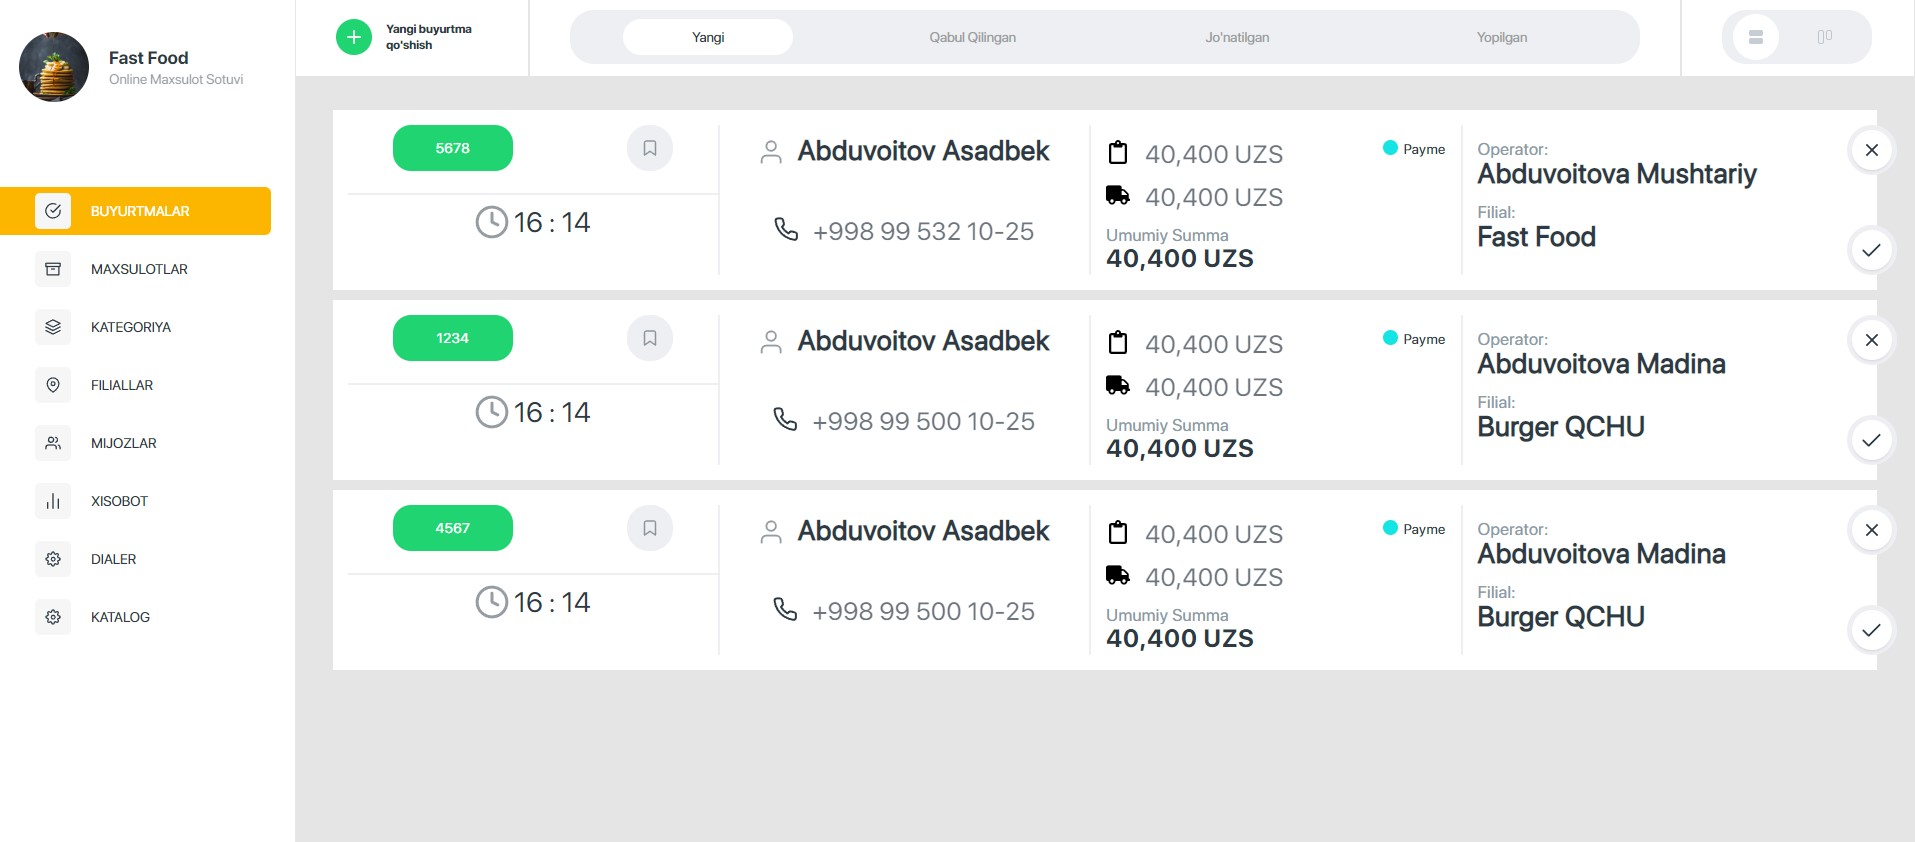 Fast Food
Online Maxsulot Sotuvi
BUYURTMALAR
MAXSULOTLAR
KATEGORIYA
FILIALLAR
MIJOZLAR
XISOBOT
DIALER
KATALOG
Yangi buyurtma
qo'shish
Yangi
Qabul Qilingan
Jo'natilgan
Yopilgan
5678
16 : 14
Abduvoitov Asadbek
+998 99 532 10-25
40,400 UZS
Payme
40,400 UZS
Umumiy Summa
40,400 UZS
Operator:
Abduvoitova Mushtariy
Filial:
Fast Food
1234
16 : 14
Abduvoitov Asadbek
+998 99 500 10-25
40,400 UZS
Payme
40,400 UZS
Umumiy Summa
40,400 UZS
Operator:
Abduvoitova Madina
Filial:
Burger QCHU
4567
16 : 14
Abduvoitov Asadbek
+998 99 500 10-25
40,400 UZS
Payme
40,400 UZS
Umumiy Summa
40,400 UZS
Operator:
Abduvoitova Madina
Filial:
Burger QCHU